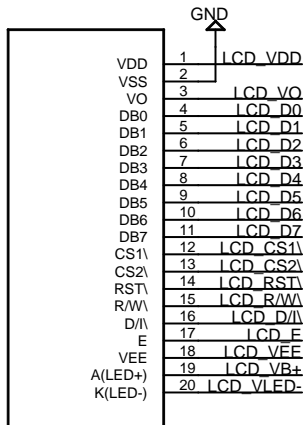 GND
VDD 1 LCD_VDD
VSS 2
VO 3 LCD_VO
DB0 4 LCD_D0
DB1 5 LCD_D1
DB2 6 LCD_D2
DB3 7 LCD_D3
DB4 8 LCD_D4
DB5 9 LCD_D5
DB6 10 LCD_D6
DB7 11 LCD_D7
CS1\ 12 LCD_CS1\
CS2\ 13 LCD_CS2\
RST\ 14 LCD_RST\
R/W\ 15 LCD_R/W\
D/I\ 16 LCD_D/I\
E 17 LCD_E
VEE 18 LCD_VEE
A(LED+) 19 LCD_VB+
K(LED-) 20 LCD_VLED-